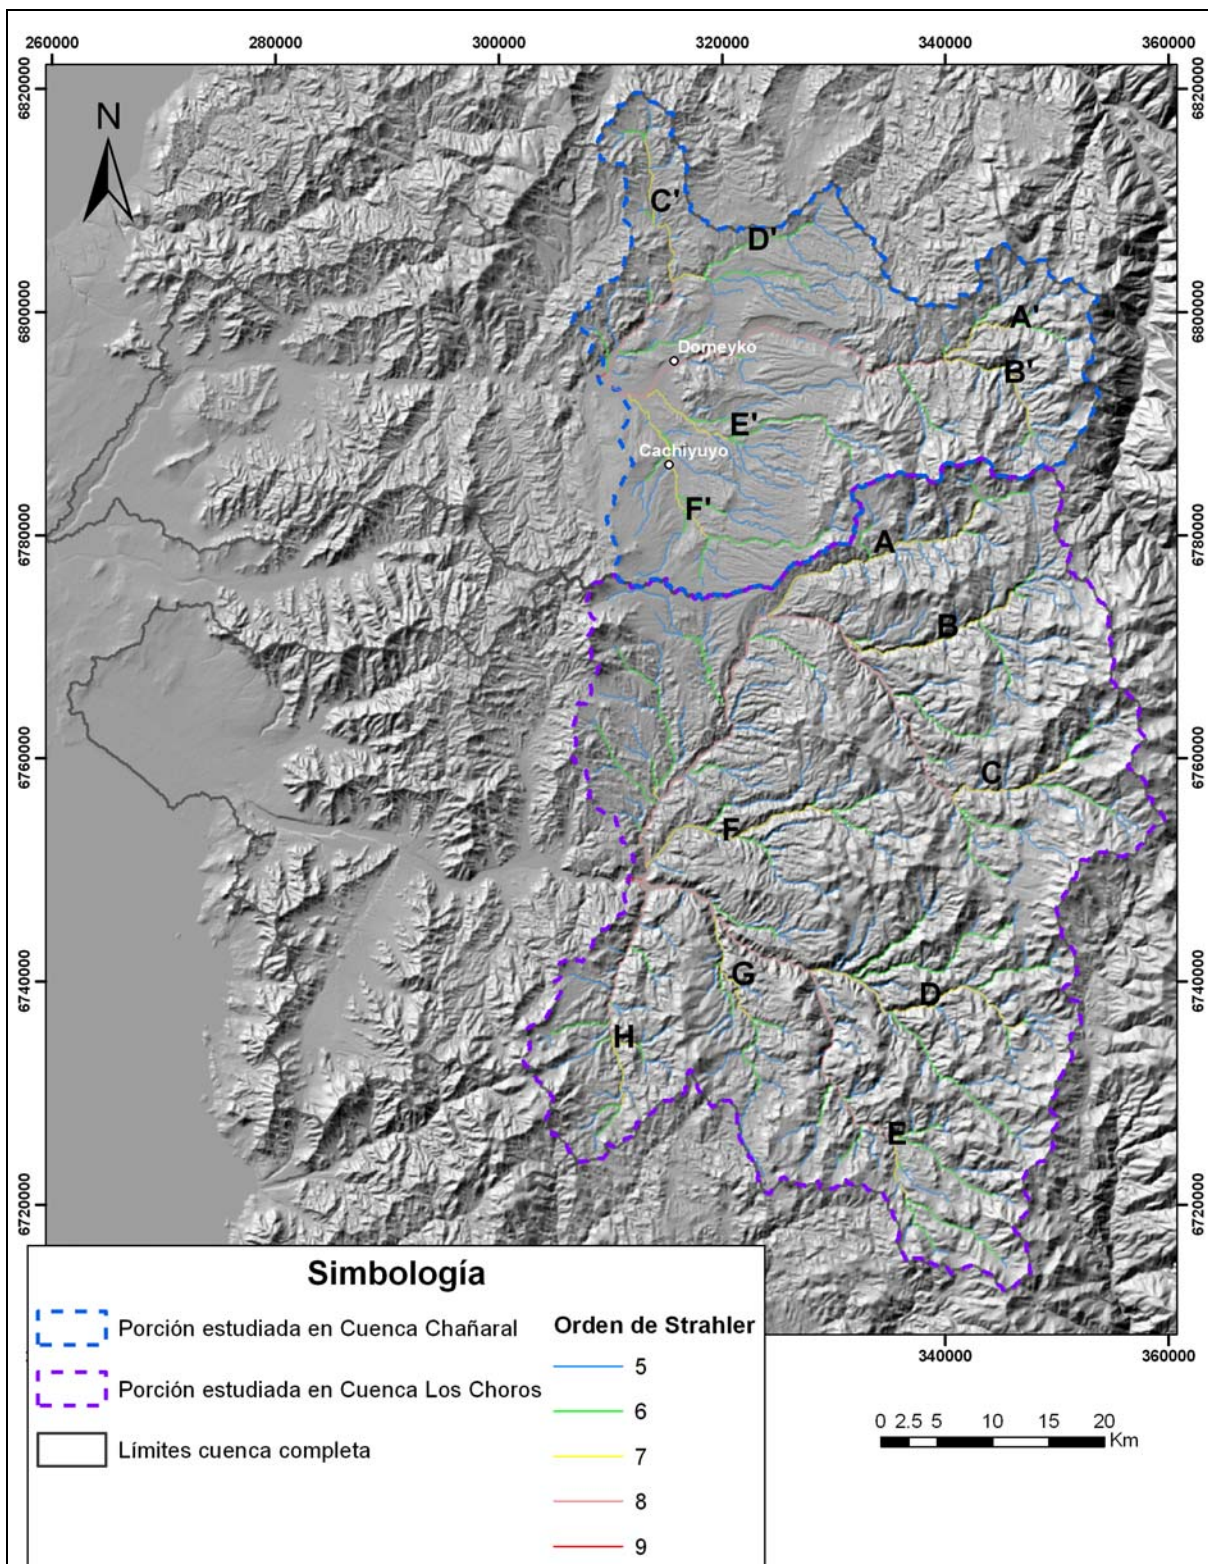 260000 280000 300000 320000 340000 360000
6820000 6820000
N
C'
D'
6800000 6800000
A'
Domeyko
B'
E'
Cachiyuyo
F'
6780000 6780000
A
B
6760000 6760000
C
F
6740000 6740000
G
D
H
E
6720000 6720000
Simbología
Porción estudiada en Cuenca Chañaral
Porción estudiada en Cuenca Los Choros
Límites cuenca completa
Orden de Strahler
5
6
7
8
9
340000 360000
0 2.5 5 10 15 20
Km